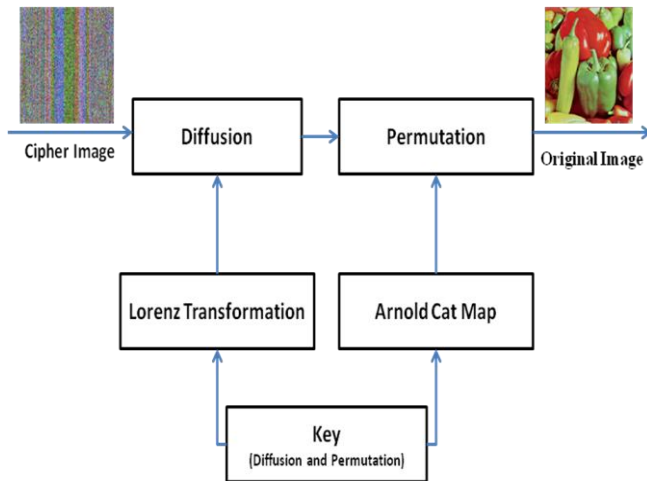 Cipher Image
Diffusion
Permutation
Original Image
Lorenz Transformation
Arnold Cat Map
Key
(Diffusion and Permutation)